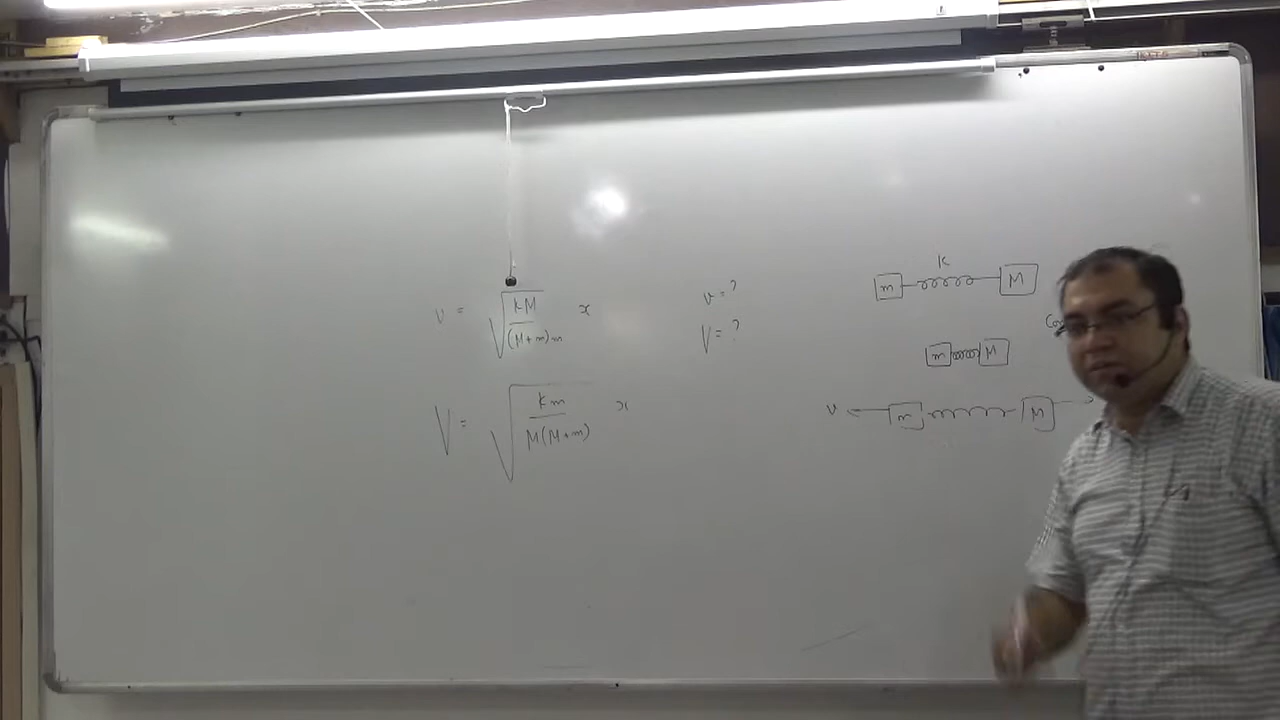 v = √(kM / (M+m)m) x
V = √(km / M(M+m)) x
v = ?
V = ?
k
m M
m M
v m M